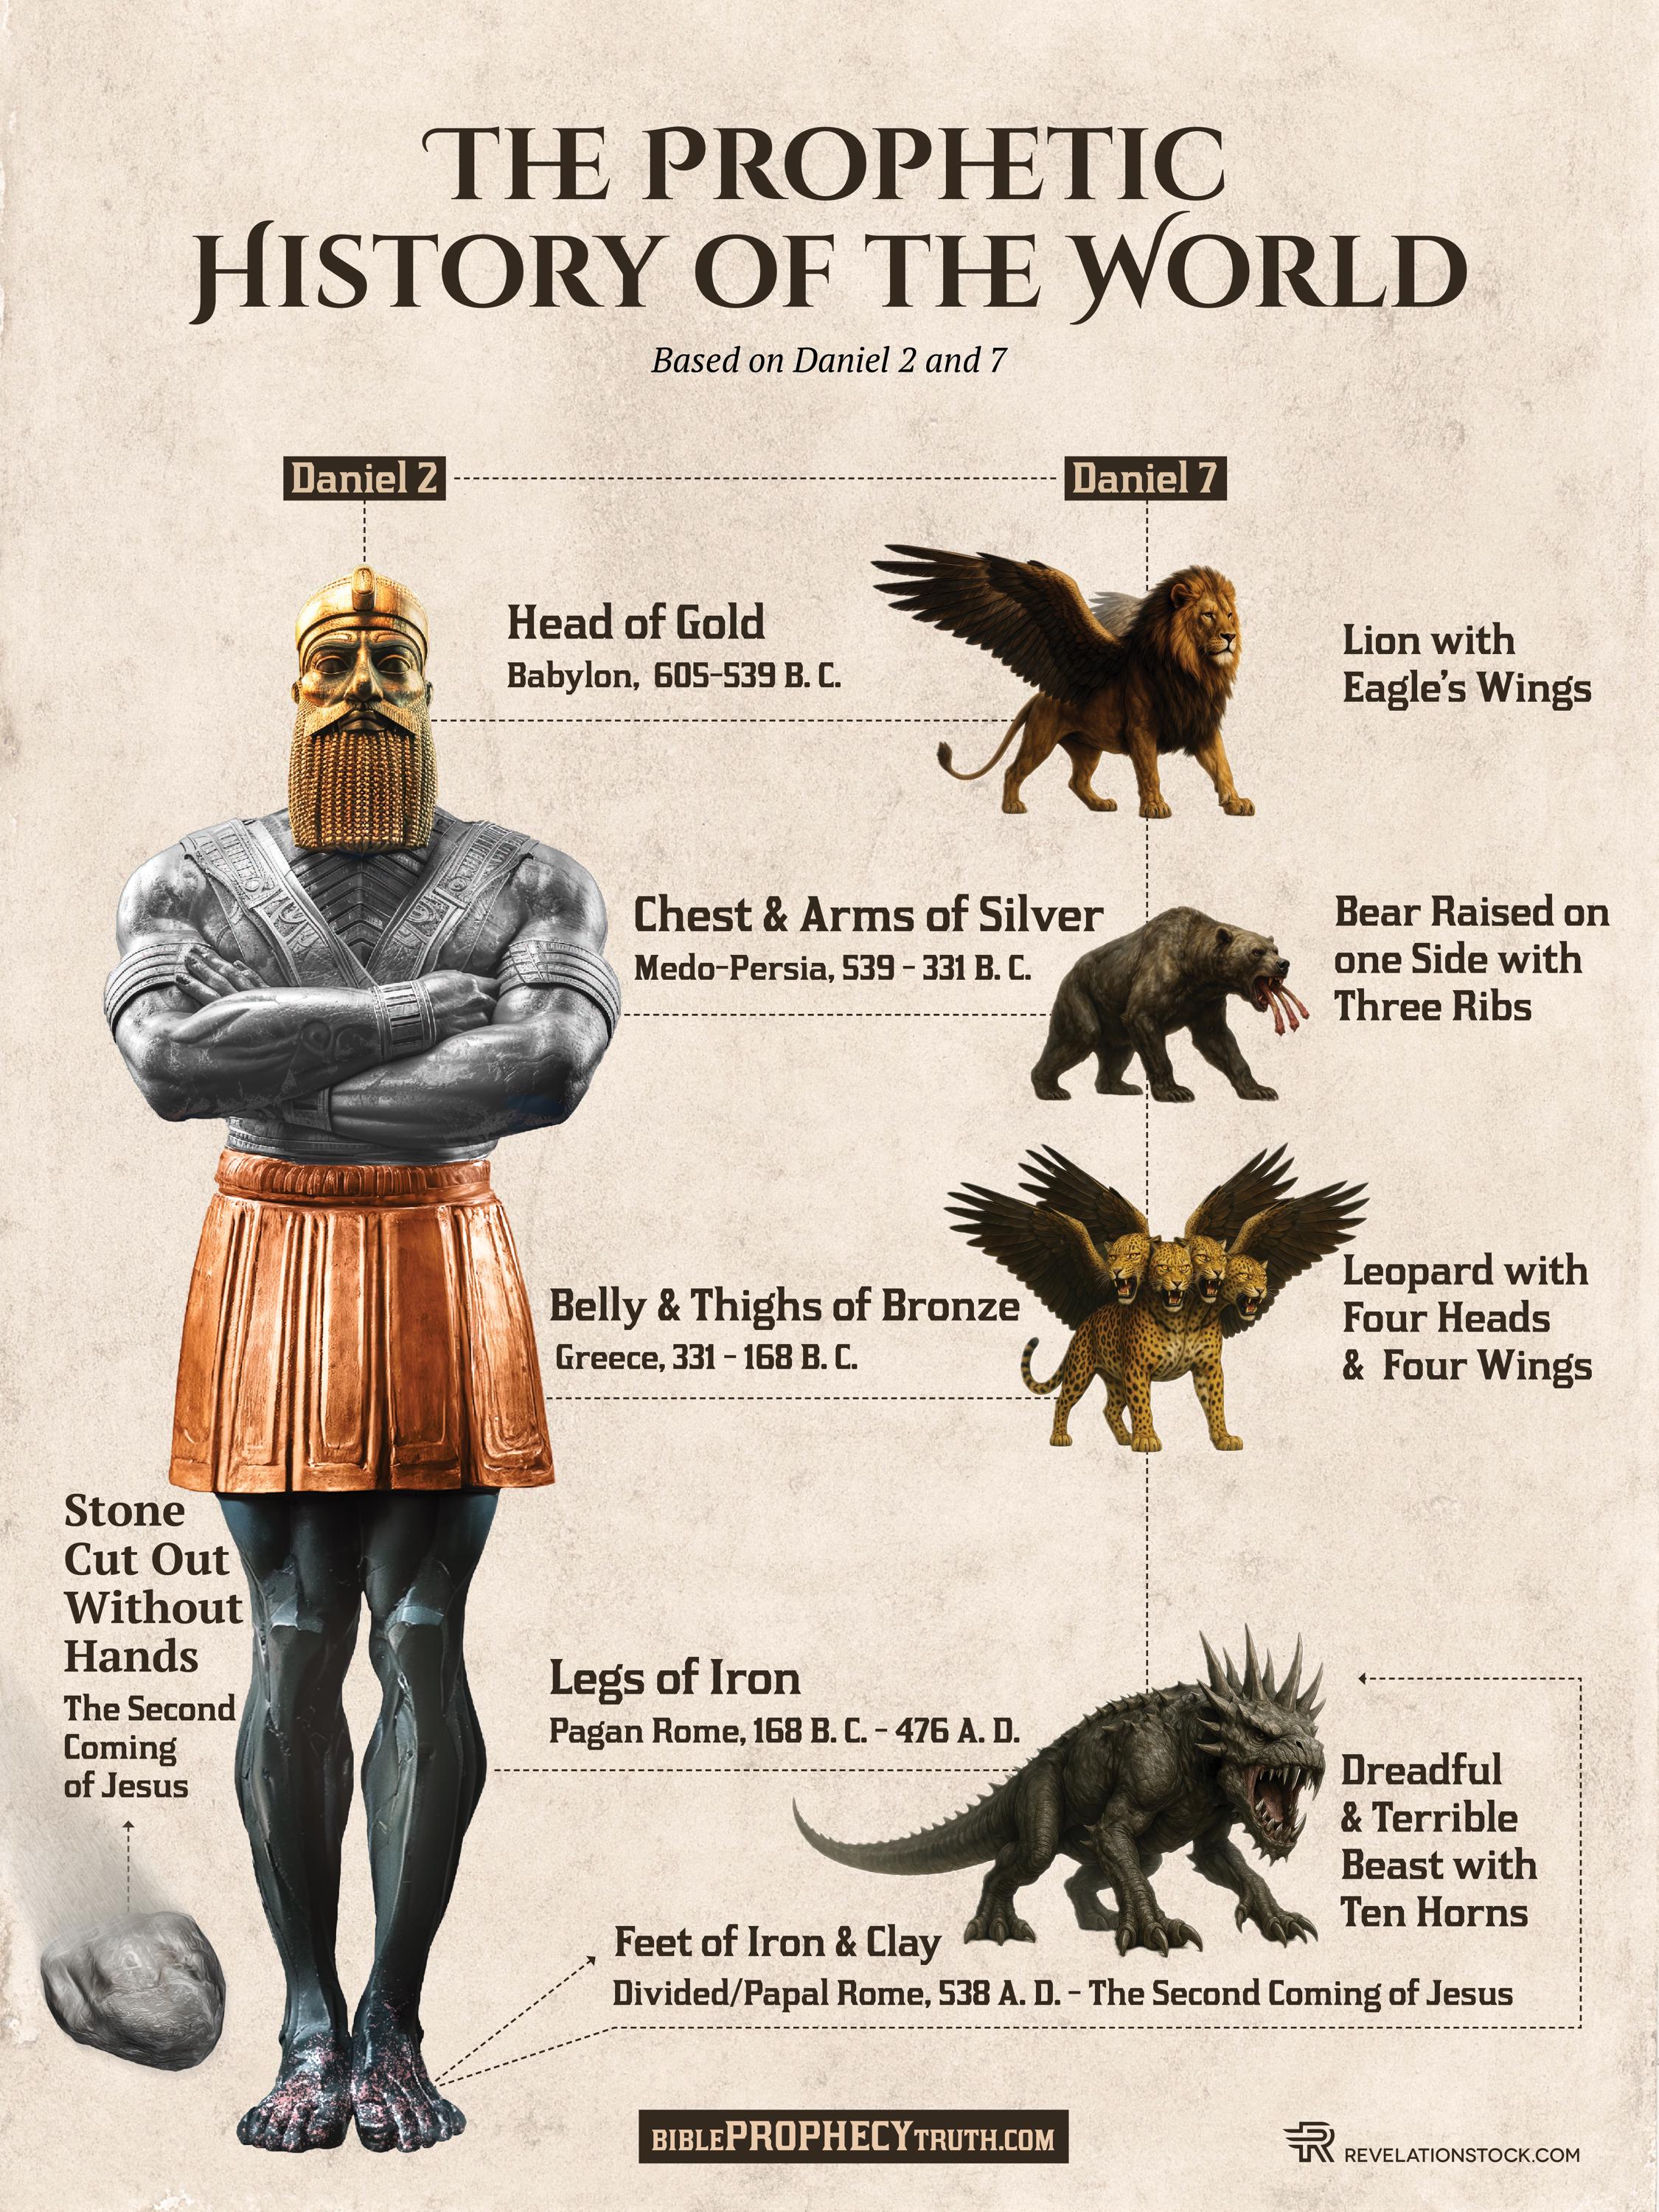 THE PROPHETIC
HISTORY OF THE WORLD
Based on Daniel 2 and 7
Daniel 2
Daniel 7
Head of Gold
Babylon, 605-539 B. C.
Lion with
Eagle's Wings
Chest & Arms of Silver
Medo-Persia, 539 - 331 B. C.
Bear Raised on
one Side with
Three Ribs
Belly & Thighs of Bronze
Greece, 331 - 168 B. C.
Leopard with
Four Heads
& Four Wings
Stone
Cut Out
Without
Hands
The Second
Coming
of Jesus
Legs of Iron
Pagan Rome, 168 B. C. - 476 A. D.
Dreadful
& Terrible
Beast with
Ten Horns
Feet of Iron & Clay
Divided/Papal Rome, 538 A. D. - The Second Coming of Jesus
BIBLEPROPHECYTRUTH.COM
REVELATIONSTOCK.COM